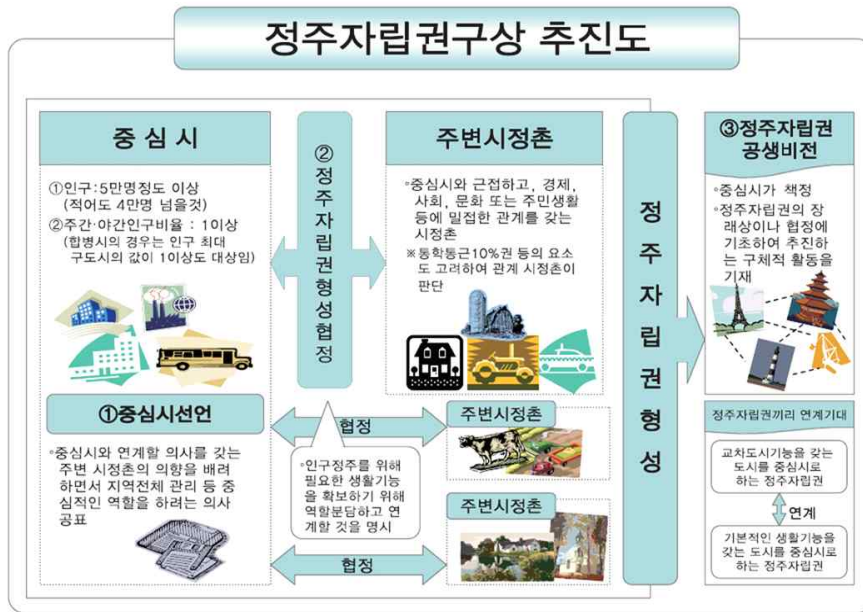 정주자립권구상 추진도
중 심 시
①인구:5만명정도 이상
(적어도 4만명 넘을것)
②주간·야간인구비율 : 1이상
(합병시의 경우는 인구 최대
구도시의 값이 1이상도 대상임)
②정주자립권형성협정
주변시정촌
◦중심시와 근접하고, 경제,
사회, 문화 또는 주민생활
등에 밀접한 관계를 갖는
시정촌
※통학통근10%권 등의 요소
도 고려하여 관계 시정촌이
판단
①중심시선언
◦중심시와 연계할 의사를 갖는
주변 시정촌의 의향을 배려
하면서 지역전체 관리 등 중
심적인 역할을 하려는 의사
공표
협정
◦인구정주를 위해
필요한 생활기능
을 확보하기 위해
역할분담하고 연
계할 것을 명시
협정
주변시정촌
주변시정촌
정주자립권형성
③정주자립권
공생비전
◦중심시가 책정
◦정주자립권의 장
래상이나 협정에
기초하여 추진하
는 구체적 활동을
기재
정주자립권끼리 연계기대
교차도시기능을 갖는
도시를 중심시로
하는 정주자립권
연계
기본적인 생활기능을
갖는 도시를 중심시로
하는 정주자립권